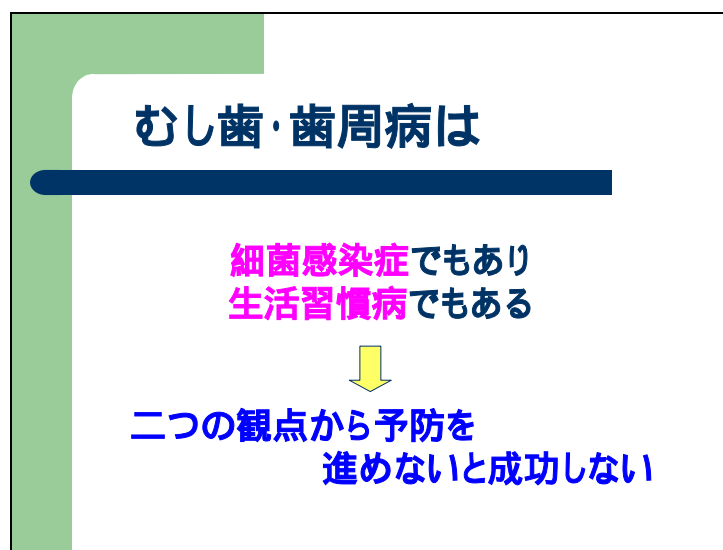 むし歯・歯周病は
細菌感染症でもあり
生活習慣病でもある
二つの観点から予防を
進めないと成功しない